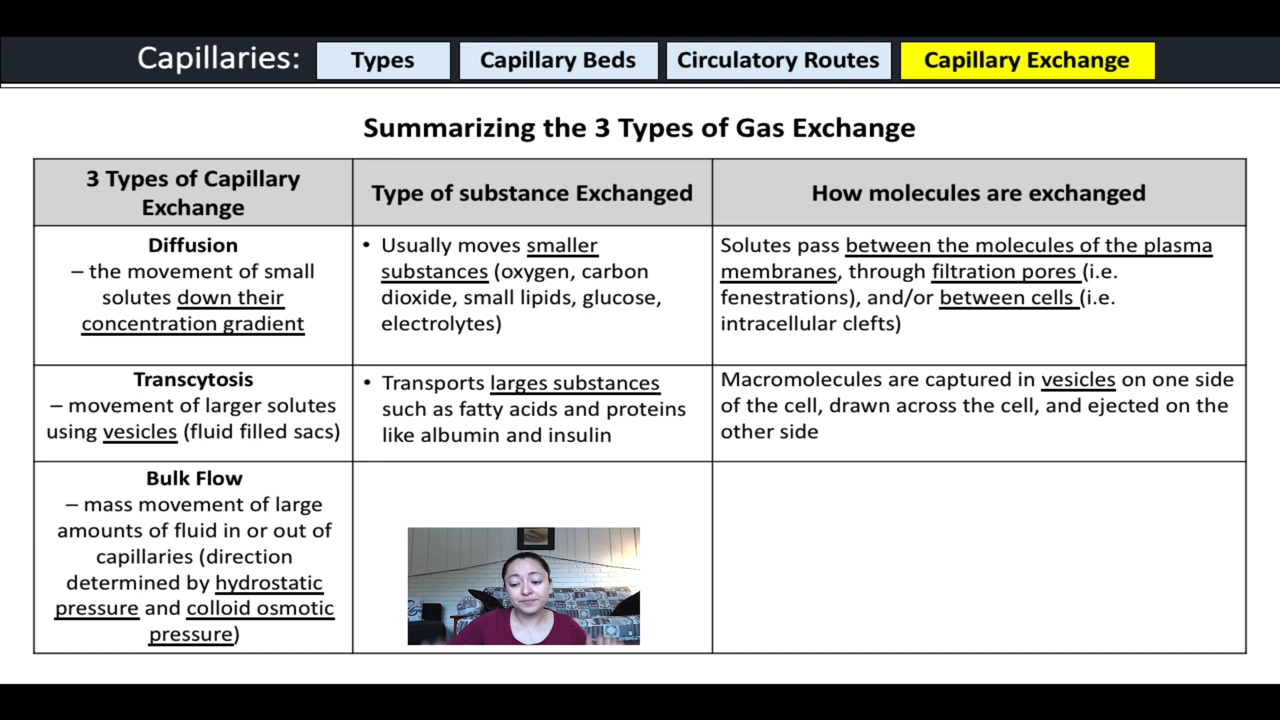 Capillaries: Types Capillary Beds Circulatory Routes Capillary Exchange
Summarizing the 3 Types of Gas Exchange
3 Types of Capillary
Exchange
Type of substance Exchanged
How molecules are exchanged
Diffusion
– the movement of small
solutes down their
concentration gradient
• Usually moves smaller
substances (oxygen, carbon
dioxide, small lipids, glucose,
electrolytes)
Solutes pass between the molecules of the plasma
membranes, through filtration pores (i.e.
fenestrations), and/or between cells (i.e.
intracellular clefts)
Transcytosis
– movement of larger solutes
using vesicles (fluid filled sacs)
• Transports larges substances
such as fatty acids and proteins
like albumin and insulin
Macromolecules are captured in vesicles on one side
of the cell, drawn across the cell, and ejected on the
other side
Bulk Flow
– mass movement of large
amounts of fluid in or out of
capillaries (direction
determined by hydrostatic
pressure and colloid osmotic
pressure)